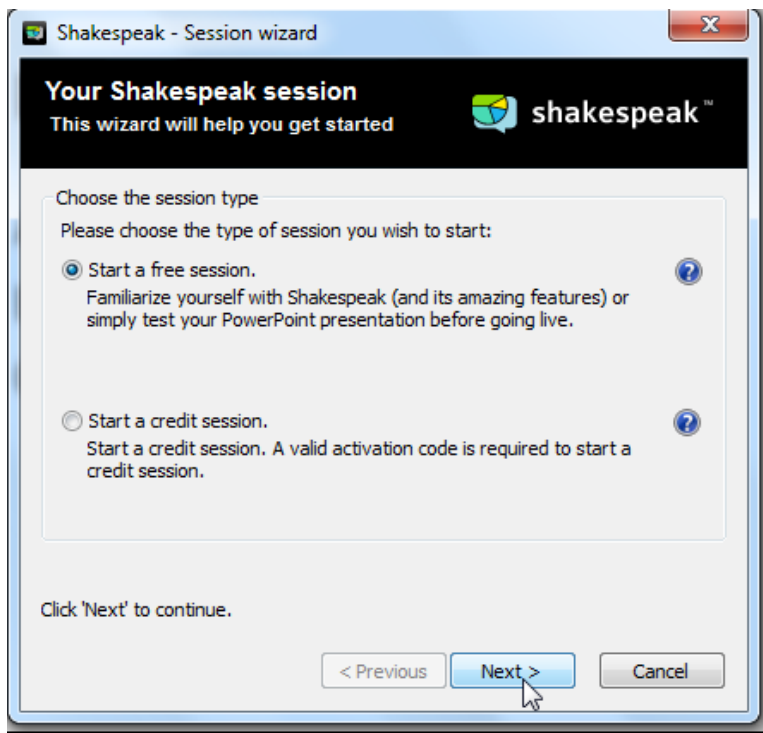 Shakespeak - Session wizard
Your Shakespeak session
This wizard will help you get started
shakespeak™
Choose the session type
Please choose the type of session you wish to start:
Start a free session.
Familiarize yourself with Shakespeak (and its amazing features) or
simply test your PowerPoint presentation before going live.
Start a credit session.
Start a credit session. A valid activation code is required to start a
credit session.
Click 'Next' to continue.
< Previous
Next >
Cancel